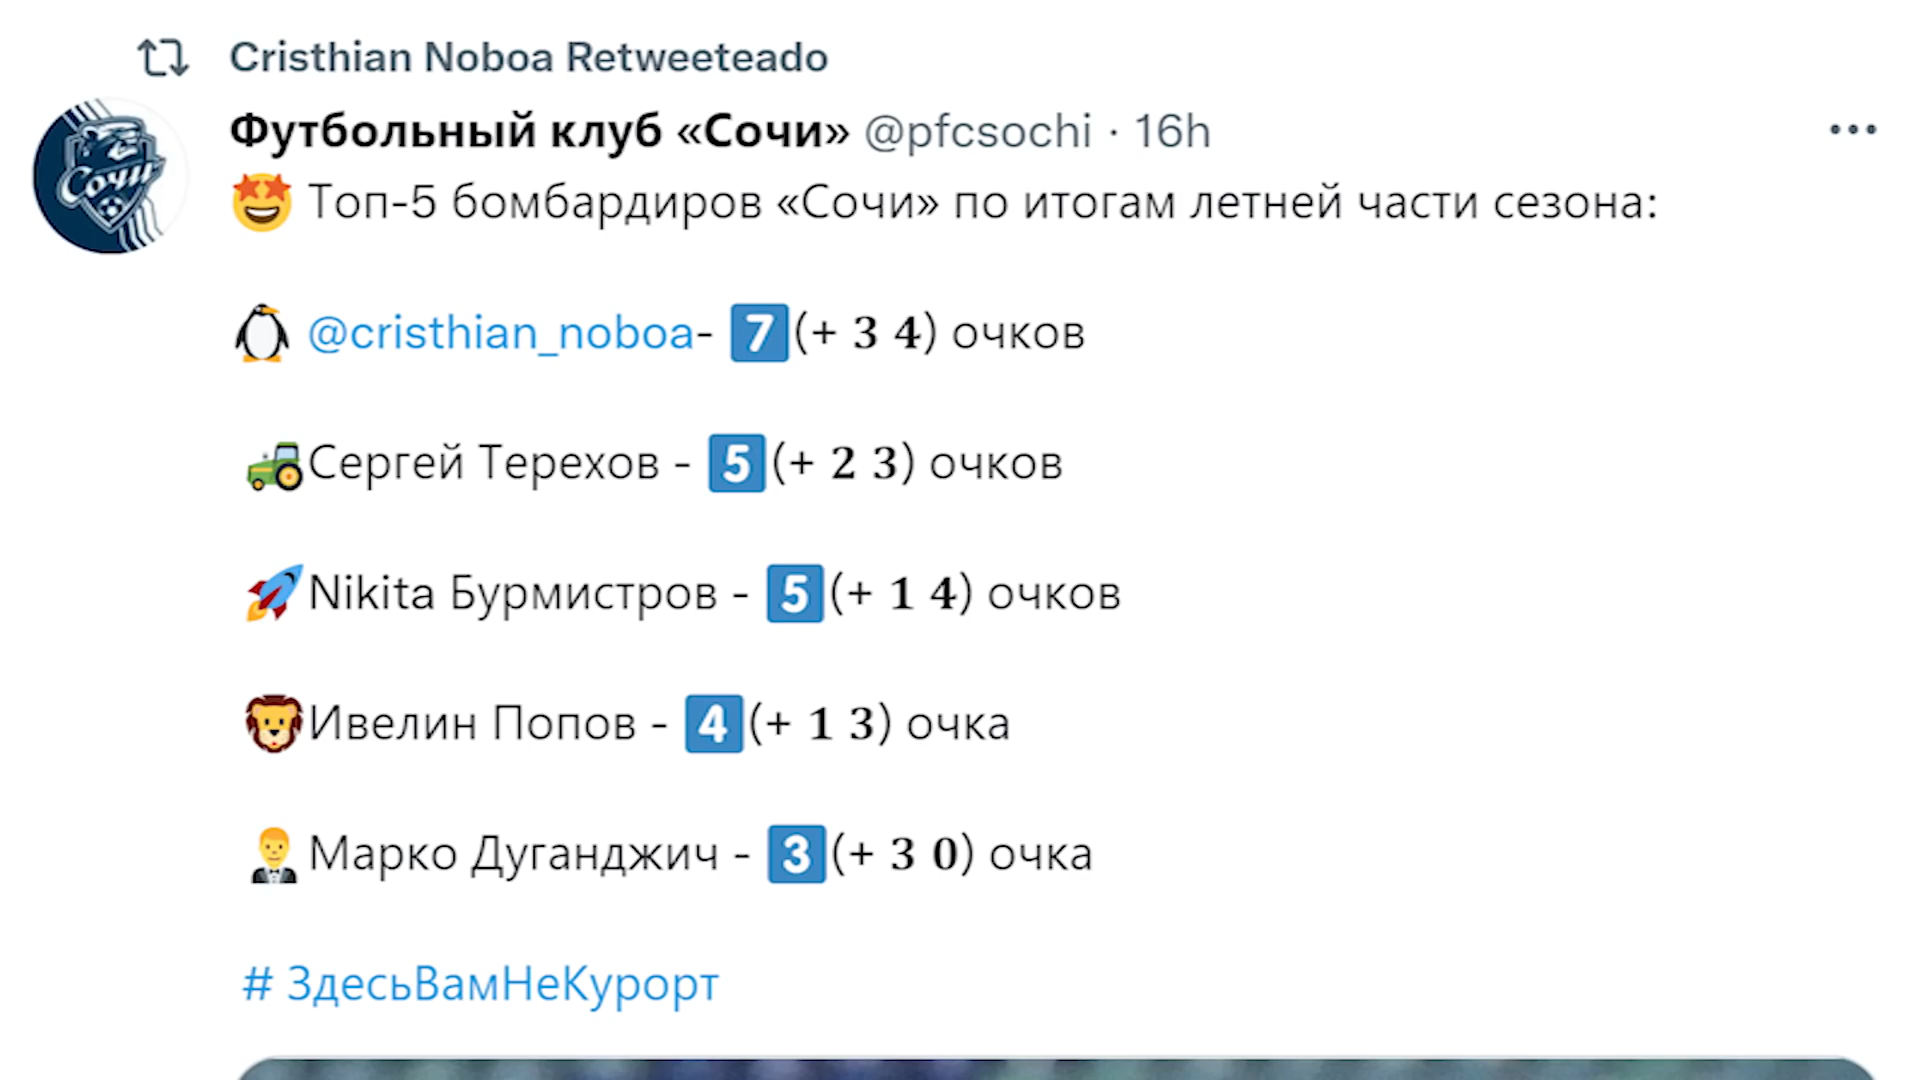 Cristhian Noboa Retweeteado
Футбольный клуб «Сочи» @pfcsochi · 16h
Сочи
🤩 Топ-5 бомбардиров «Сочи» по итогам летней части сезона:
🐧 @cristhian_noboa- 7️⃣(+ 3 4) очков
🚜Сергей Терехов - 5️⃣(+ 2 3) очков
🚀Nikita Бурмистров - 5️⃣(+ 1 4) очков
🦁Ивелин Попов - 4️⃣(+ 1 3) очка
🤵‍♂️Марко Дуганджич - 3️⃣(+ 3 0) очка
# ЗдесьВамНеКурорт